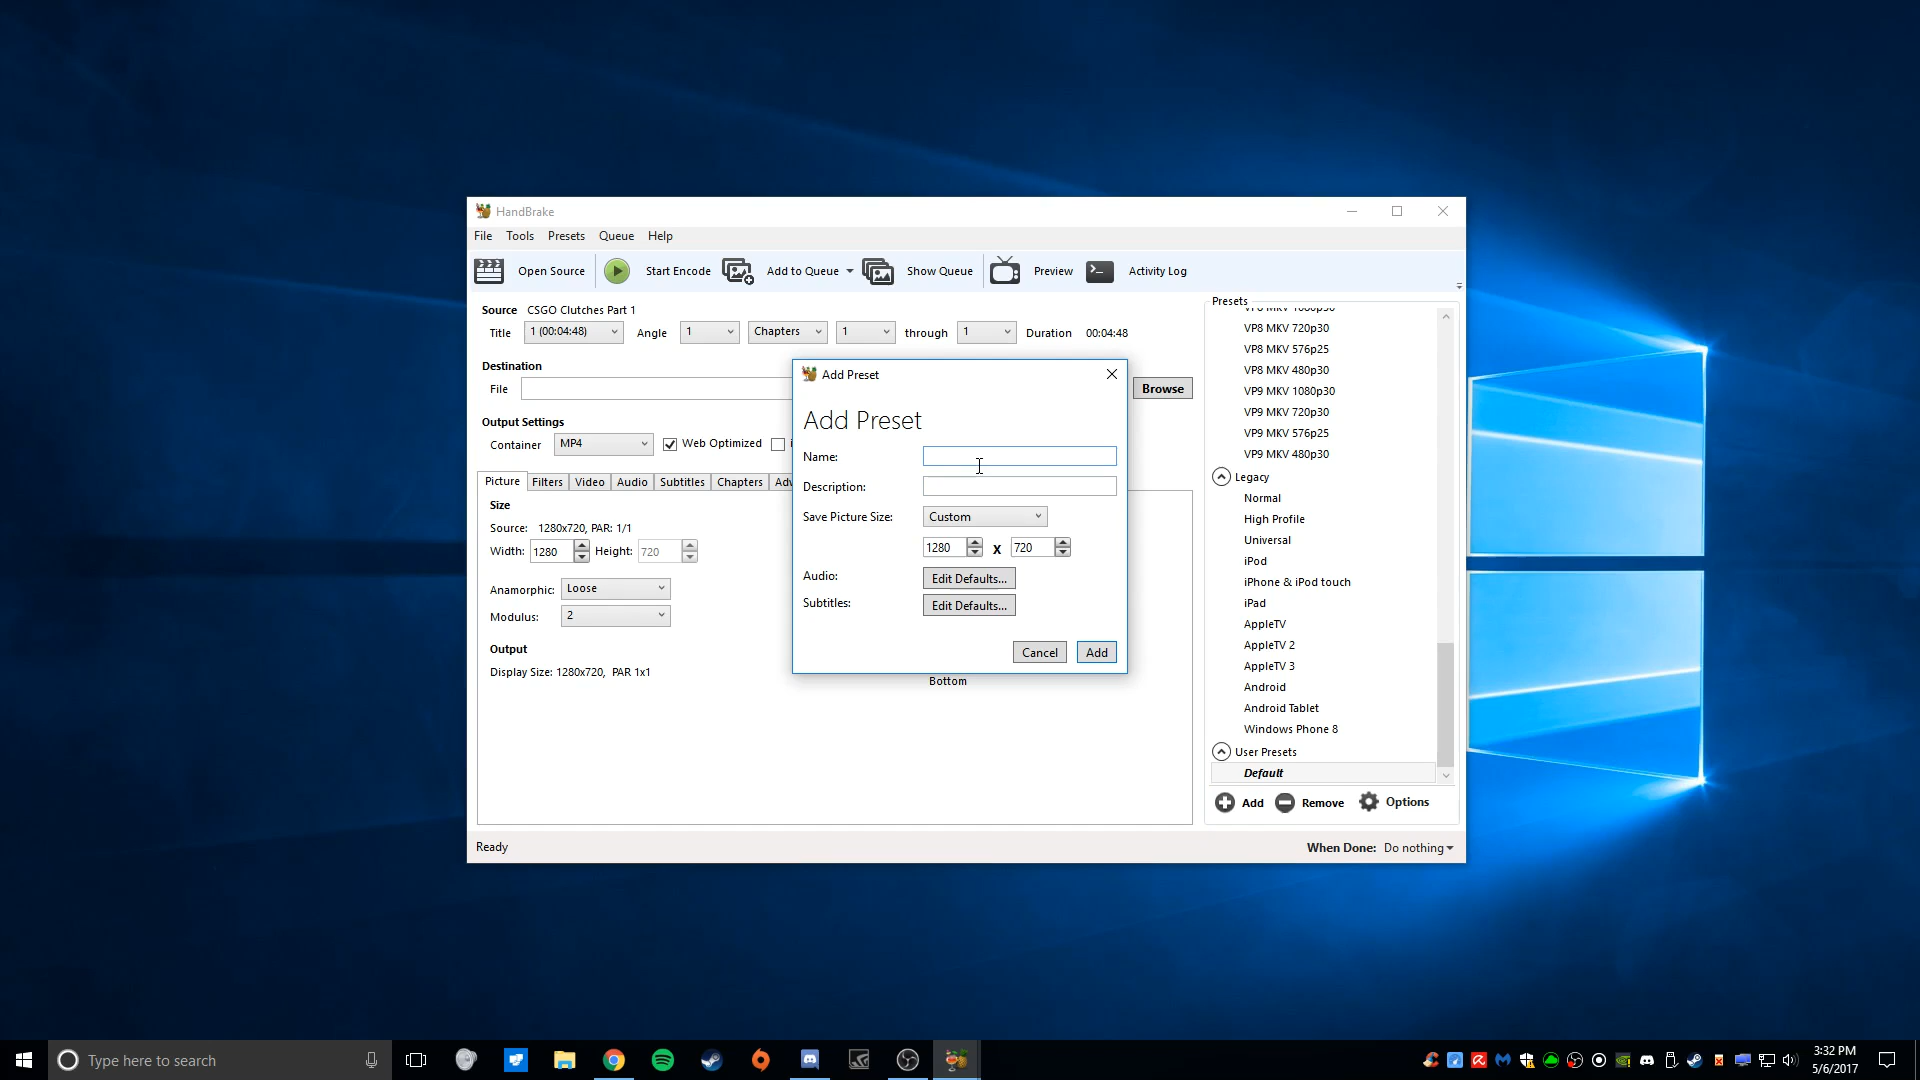 HandBrake
File Tools Presets Queue Help
Open Source Start Encode Add to Queue Show Queue Preview Activity Log
Source CSGO Clutches Part 1
Title 1 (00:04:48) Angle 1 Chapters 1 through 1 Duration 00:04:48
Destination
File Browse
Output Settings
Container MP4 Web Optimized
Picture Filters Video Audio Subtitles Chapters
Size
Source: 1280x720, PAR: 1/1
Width: 1280 Height: 720
Anamorphic: Loose
Modulus: 2
Output
Display Size: 1280x720, PAR 1x1
Bottom
Add Preset
Add Preset
Name:
Description:
Save Picture Size: Custom
1280 x 720
Audio: Edit Defaults...
Subtitles: Edit Defaults...
Cancel Add
Presets
VP8 MKV 1080p30
VP8 MKV 720p30
VP8 MKV 576p25
VP8 MKV 480p30
VP9 MKV 1080p30
VP9 MKV 720p30
VP9 MKV 576p25
VP9 MKV 480p30
Legacy
Normal
High Profile
Universal
iPod
iPhone & iPod touch
iPad
AppleTV
AppleTV 2
AppleTV 3
Android
Android Tablet
Windows Phone 8
User Presets
Default
Add Remove Options
Ready When Done: Do nothing
Type here to search
3:32 PM
5/6/2017